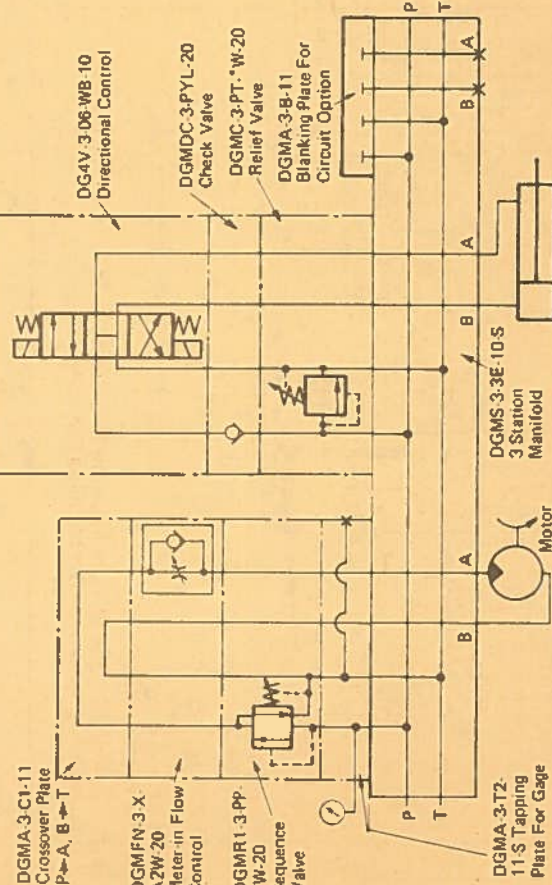 DGMA-3-C1-11
Crossover Plate
P→A, B→T
DGMFN-3-X-
A2W-20
Meter-in Flow
Control
DGMR1-3-PP-
*W-20
Sequence
Valve
DGMA-3-T2-
11-S Tapping
Plate For Gage
DG4V-3-D6-WB-10
Directional Control
DGMDC-3-PYL-20
Check Valve
DGMC-3-PT-*W-20
Relief Valve
DGMA-3-B-11
Blanking Plate For
Circuit Option
DGMS-3-3E-10-S
3 Station
Manifold
P
T
B
A
B
A
B
A
P
T
Motor